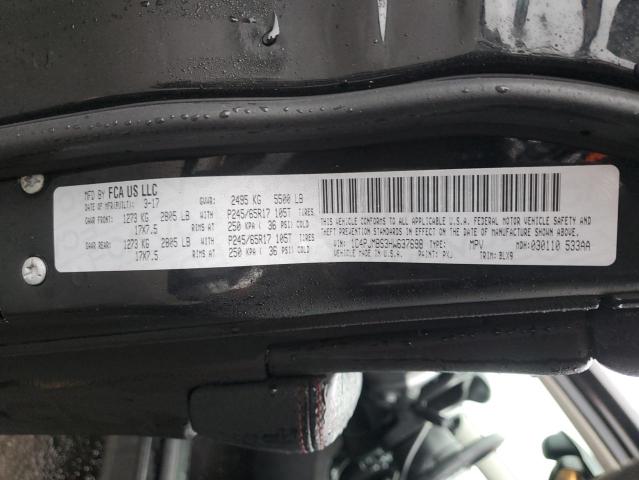 MFD BY FCA US LLC
DATE OF MFR(BUILT): 3-17 GVWR: 2495 KG 5500 LB
GAWR FRONT: 1273 KG 2805 LB WITH P245/65R17 105T TIRES.
17X7.5 RIMS AT 250 KPA ( 36 PSI) COLD
GAWR REAR: 1273 KG 2805 LB WITH P245/65R17 105T TIRES.
17X7.5 RIMS AT 250 KPA ( 36 PSI) COLD
THIS VEHICLE CONFORMS TO ALL APPLICABLE U.S.A. FEDERAL MOTOR VEHICLE SAFETY, BUMPER, AND
THEFT PREVENTION STANDARDS IN EFFECT ON THE DATE OF MANUFACTURE SHOWN ABOVE.
VIN: TYPE: MPV MDH: 030110 533AA
VEHICLE MADE IN U.S.A. PAINT: PXJ TRIM: BLX9